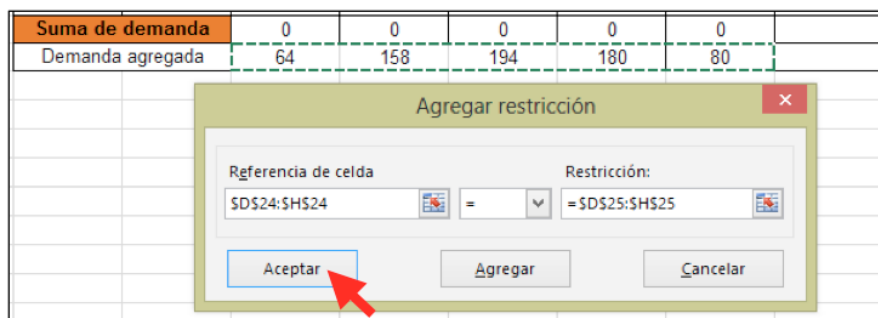 Suma de demanda 0 0 0 0 0
Demanda agregada 64 158 194 180 80
Agregar restricción
Referencia de celda Restricción:
$D$24:$H$24 = =$D$25:$H$25
Aceptar Agregar Cancelar